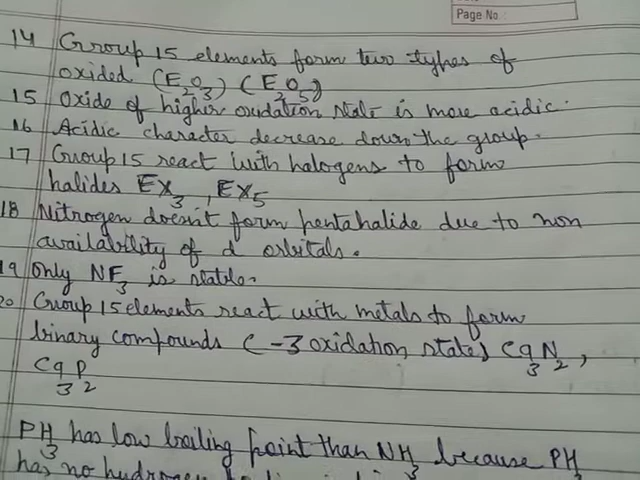 Page No.:
14 Group 15 elements form two types of
oxided (E₂O₃) (E₂O₅)
15 Oxide of higher oxidation state is more acidic.
16 Acidic character decrease down the group.
17 Group 15 react with halogens to form
halides EX₃, EX₅
18 Nitrogen doesn't form pentahalide due to non
availability of d orbitals.
19 Only NF₃ is stable.
20 Group 15 elements react with metals to form
binary compounds (-3 oxidation state) Ca₃N₂,
Ca₃P₂
PH₃ has low boiling point than NH₃ because PH₃
has no hydrogen